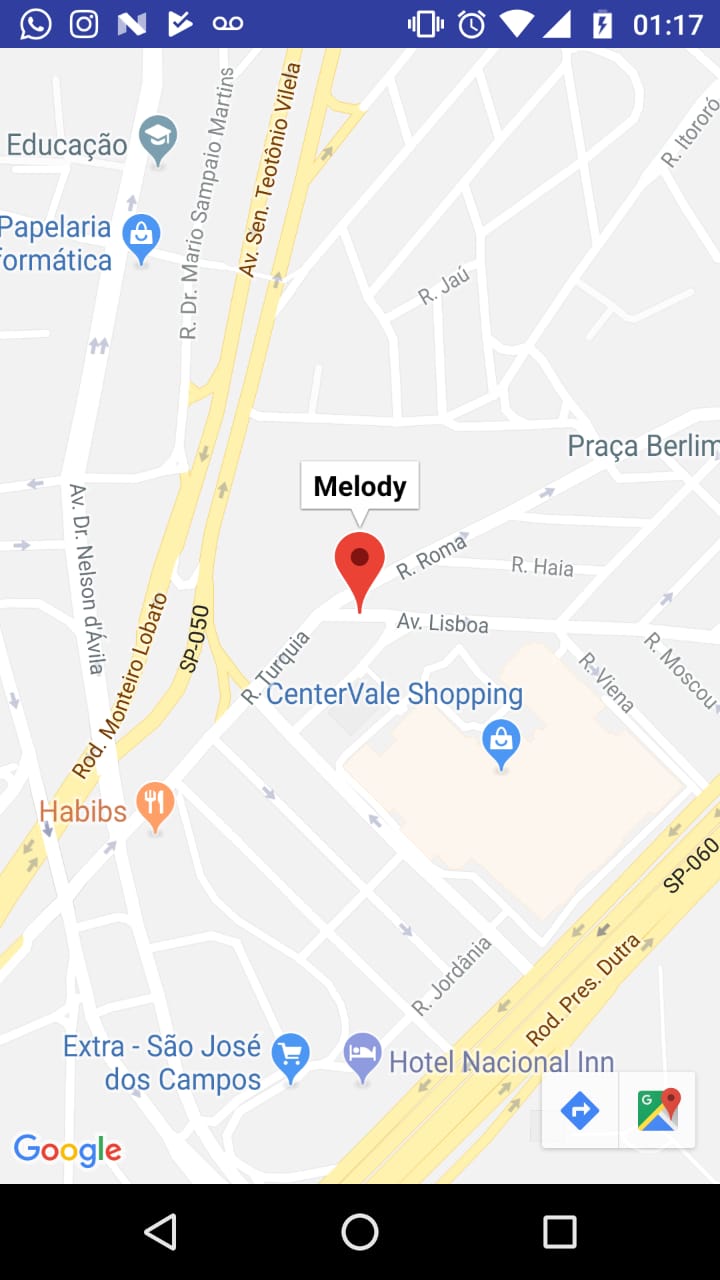 01:17
Educação
R. Dr. Mario Sampaio Martins
Av. Sen. Teotônio Vilela
R. Itororó
Papelaria
formática
R. Jaú
Praça Berlim
Melody
Av. Dr. Nelson d'Ávila
R. Roma
R. Haia
Av. Lisboa
Rod. Monteiro Lobato
SP-050
R. Turquia
R. Moscou
R. Viena
CenterVale Shopping
Habibs
SP-060
R. Jordânia
Rod. Pres. Dutra
Extra - São José
dos Campos
Hotel Nacional Inn
G
Google